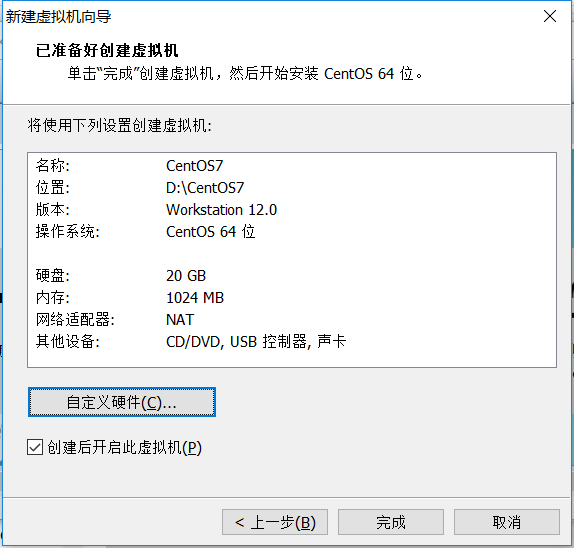 新建虚拟机向导
已准备好创建虚拟机
单击“完成”创建虚拟机，然后开始安装 CentOS 64 位。
将使用下列设置创建虚拟机:
名称: CentOS7
位置: D:\CentOS7
版本: Workstation 12.0
操作系统: CentOS 64 位
硬盘: 20 GB
内存: 1024 MB
网络适配器: NAT
其他设备: CD/DVD, USB 控制器, 声卡
自定义硬件(C)...
创建后开启此虚拟机(P)
< 上一步(B) 完成 取消